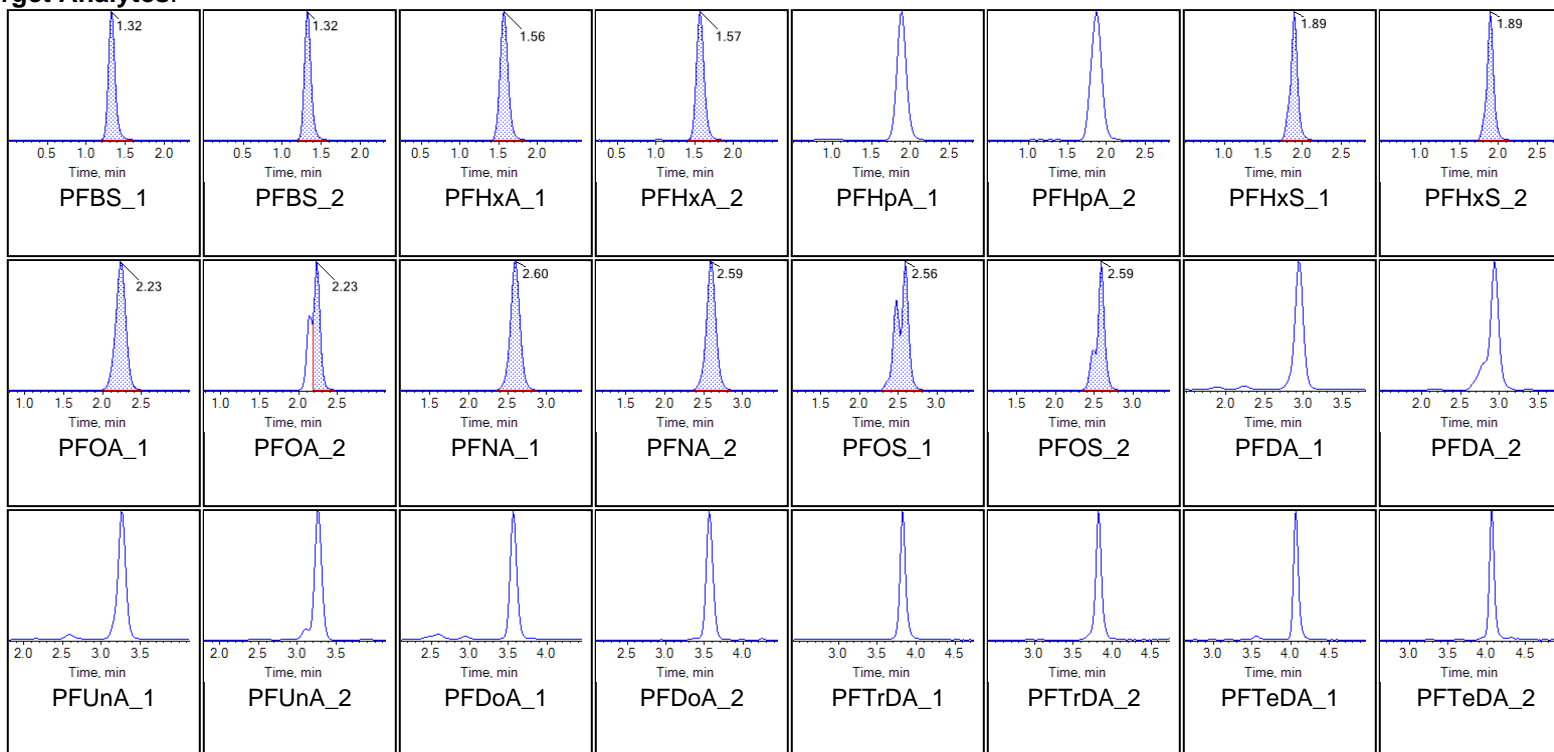 rget Analytes:
1.32 1.32 1.56 1.57 1.89 1.89
0.5 1.0 1.5 2.0 0.5 1.0 1.5 2.0 0.5 1.0 1.5 2.0 0.5 1.0 1.5 2.0 1.0 1.5 2.0 2.5 1.0 1.5 2.0 2.5 1.0 1.5 2.0 2.5 1.0 1.5 2.0 2.5
Time, min Time, min Time, min Time, min Time, min Time, min Time, min Time, min
PFBS_1 PFBS_2 PFHxA_1 PFHxA_2 PFHpA_1 PFHpA_2 PFHxS_1 PFHxS_2
2.23 2.23 2.60 2.59 2.56 2.59
1.0 1.5 2.0 2.5 1.0 1.5 2.0 2.5 1.5 2.0 2.5 3.0 1.5 2.0 2.5 3.0 1.5 2.0 2.5 3.0 1.5 2.0 2.5 3.0 2.0 2.5 3.0 3.5 2.0 2.5 3.0 3.5
Time, min Time, min Time, min Time, min Time, min Time, min Time, min Time, min
PFOA_1 PFOA_2 PFNA_1 PFNA_2 PFOS_1 PFOS_2 PFDA_1 PFDA_2
2.0 2.5 3.0 3.5 2.0 2.5 3.0 3.5 2.5 3.0 3.5 4.0 2.5 3.0 3.5 4.0 3.0 3.5 4.0 4.5 3.0 3.5 4.0 4.5 3.0 3.5 4.0 4.5 3.0 3.5 4.0 4.5
Time, min Time, min Time, min Time, min Time, min Time, min Time, min Time, min
PFUnA_1 PFUnA_2 PFDoA_1 PFDoA_2 PFTrDA_1 PFTrDA_2 PFTeDA_1 PFTeDA_2